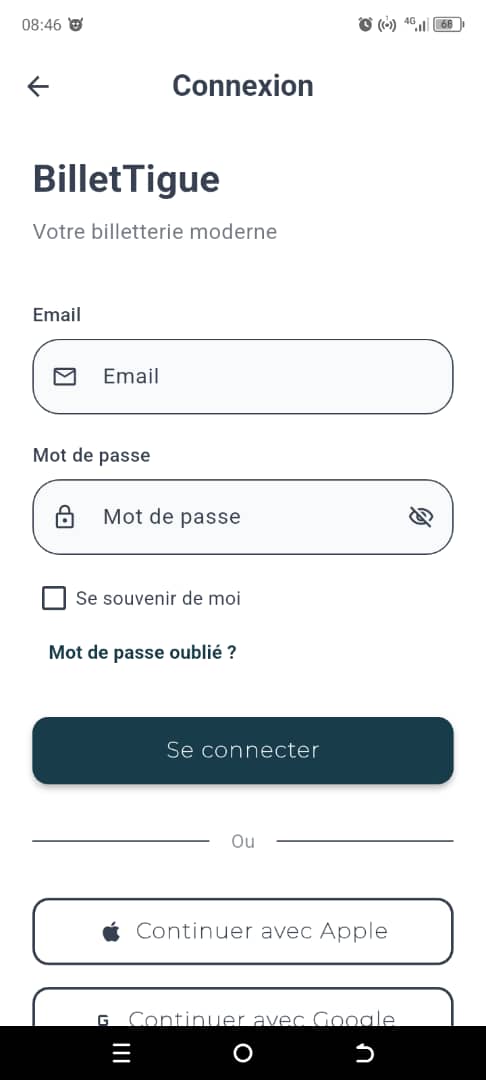 08:46
4G
68
Connexion
BilletTigue
Votre billetterie moderne
Email
Email
Mot de passe
Mot de passe
Se souvenir de moi
Mot de passe oublié ?
Se connecter
Ou
Continuer avec Apple
G Continuer avec Google